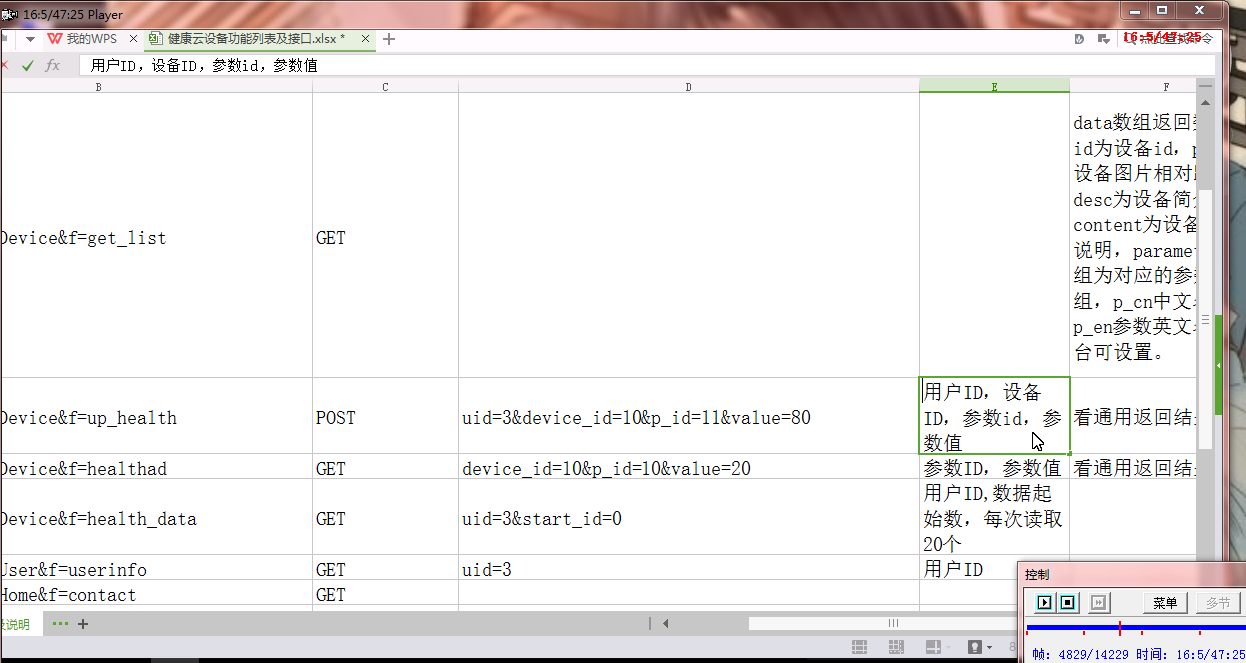 16:5/47:25 Player
我的WPS
健康云设备功能列表及接口.xlsx *
16:5/47:25
用户ID，设备ID，参数id，参数值
B C D E F
Device&f=get_list
GET
data数组返回
id为设备id，p
设备图片相对
desc为设备简
content为设备
说明，parame
组为对应的参
组，p_cn中文
p_en参数英文
台可设置。
Device&f=up_health
POST
uid=3&device_id=10&p_id=11&value=80
用户ID，设备
ID，参数id，参
数值
看通用返回结
Device&f=healthad
GET
device_id=10&p_id=10&value=20
参数ID，参数值
看通用返回结
Device&f=health_data
GET
uid=3&start_id=0
用户ID,数据起
始数，每次读取
20个
User&f=userinfo
GET
uid=3
用户ID
Home&f=contact
GET
说明
控制
菜单
多节
帧: 4829/14229 时间: 16:5/47:25